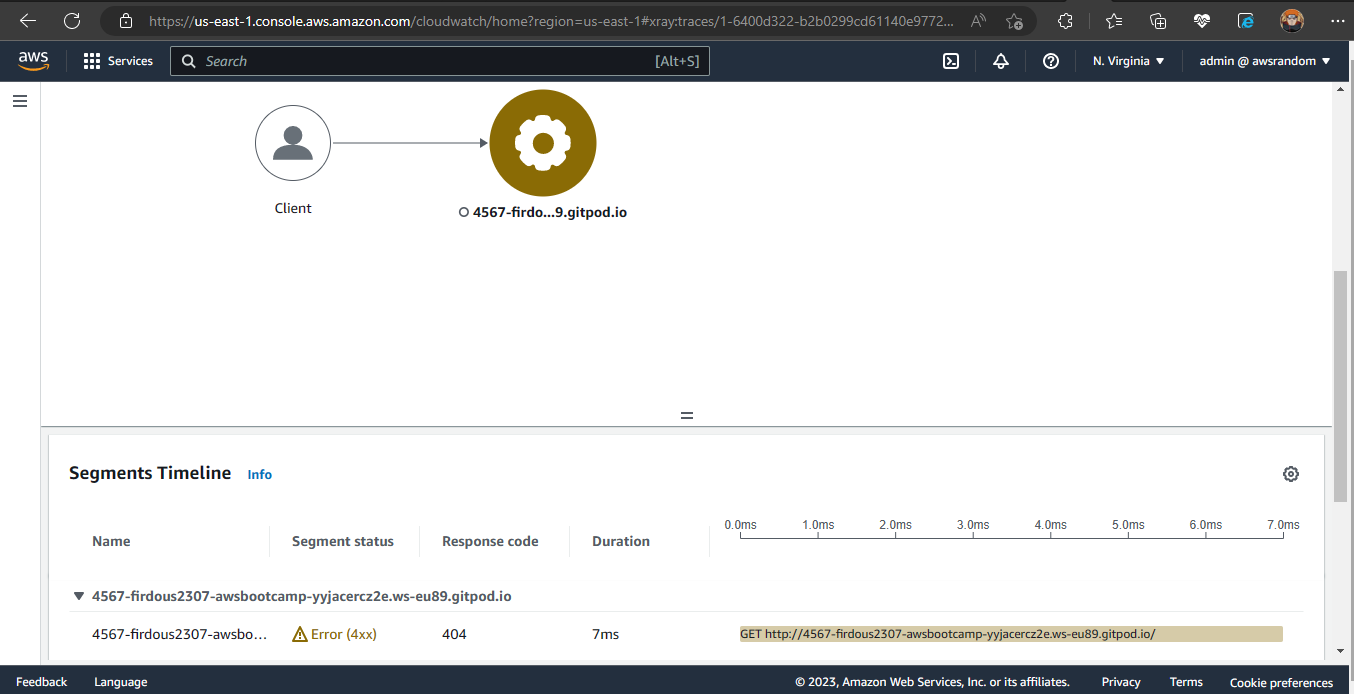 https://us-east-1.console.aws.amazon.com/cloudwatch/home?region=us-east-1#xray:traces/1-6400d322-b2b0299cd61140e9772...
aws Services Search [Alt+S] N. Virginia ▼ admin @ awsrandom ▼
Client
4567-firdo...9.gitpod.io
Segments Timeline Info
0.0ms 1.0ms 2.0ms 3.0ms 4.0ms 5.0ms 6.0ms 7.0ms
Name Segment status Response code Duration
4567-firdous2307-awsbootcamp-yyjacercz2e.ws-eu89.gitpod.io
4567-firdous2307-awsbo... Error (4xx) 404 7ms GET http://4567-firdous2307-awsbootcamp-yyjacercz2e.ws-eu89.gitpod.io/
Feedback Language © 2023, Amazon Web Services, Inc. or its affiliates. Privacy Terms Cookie preferences